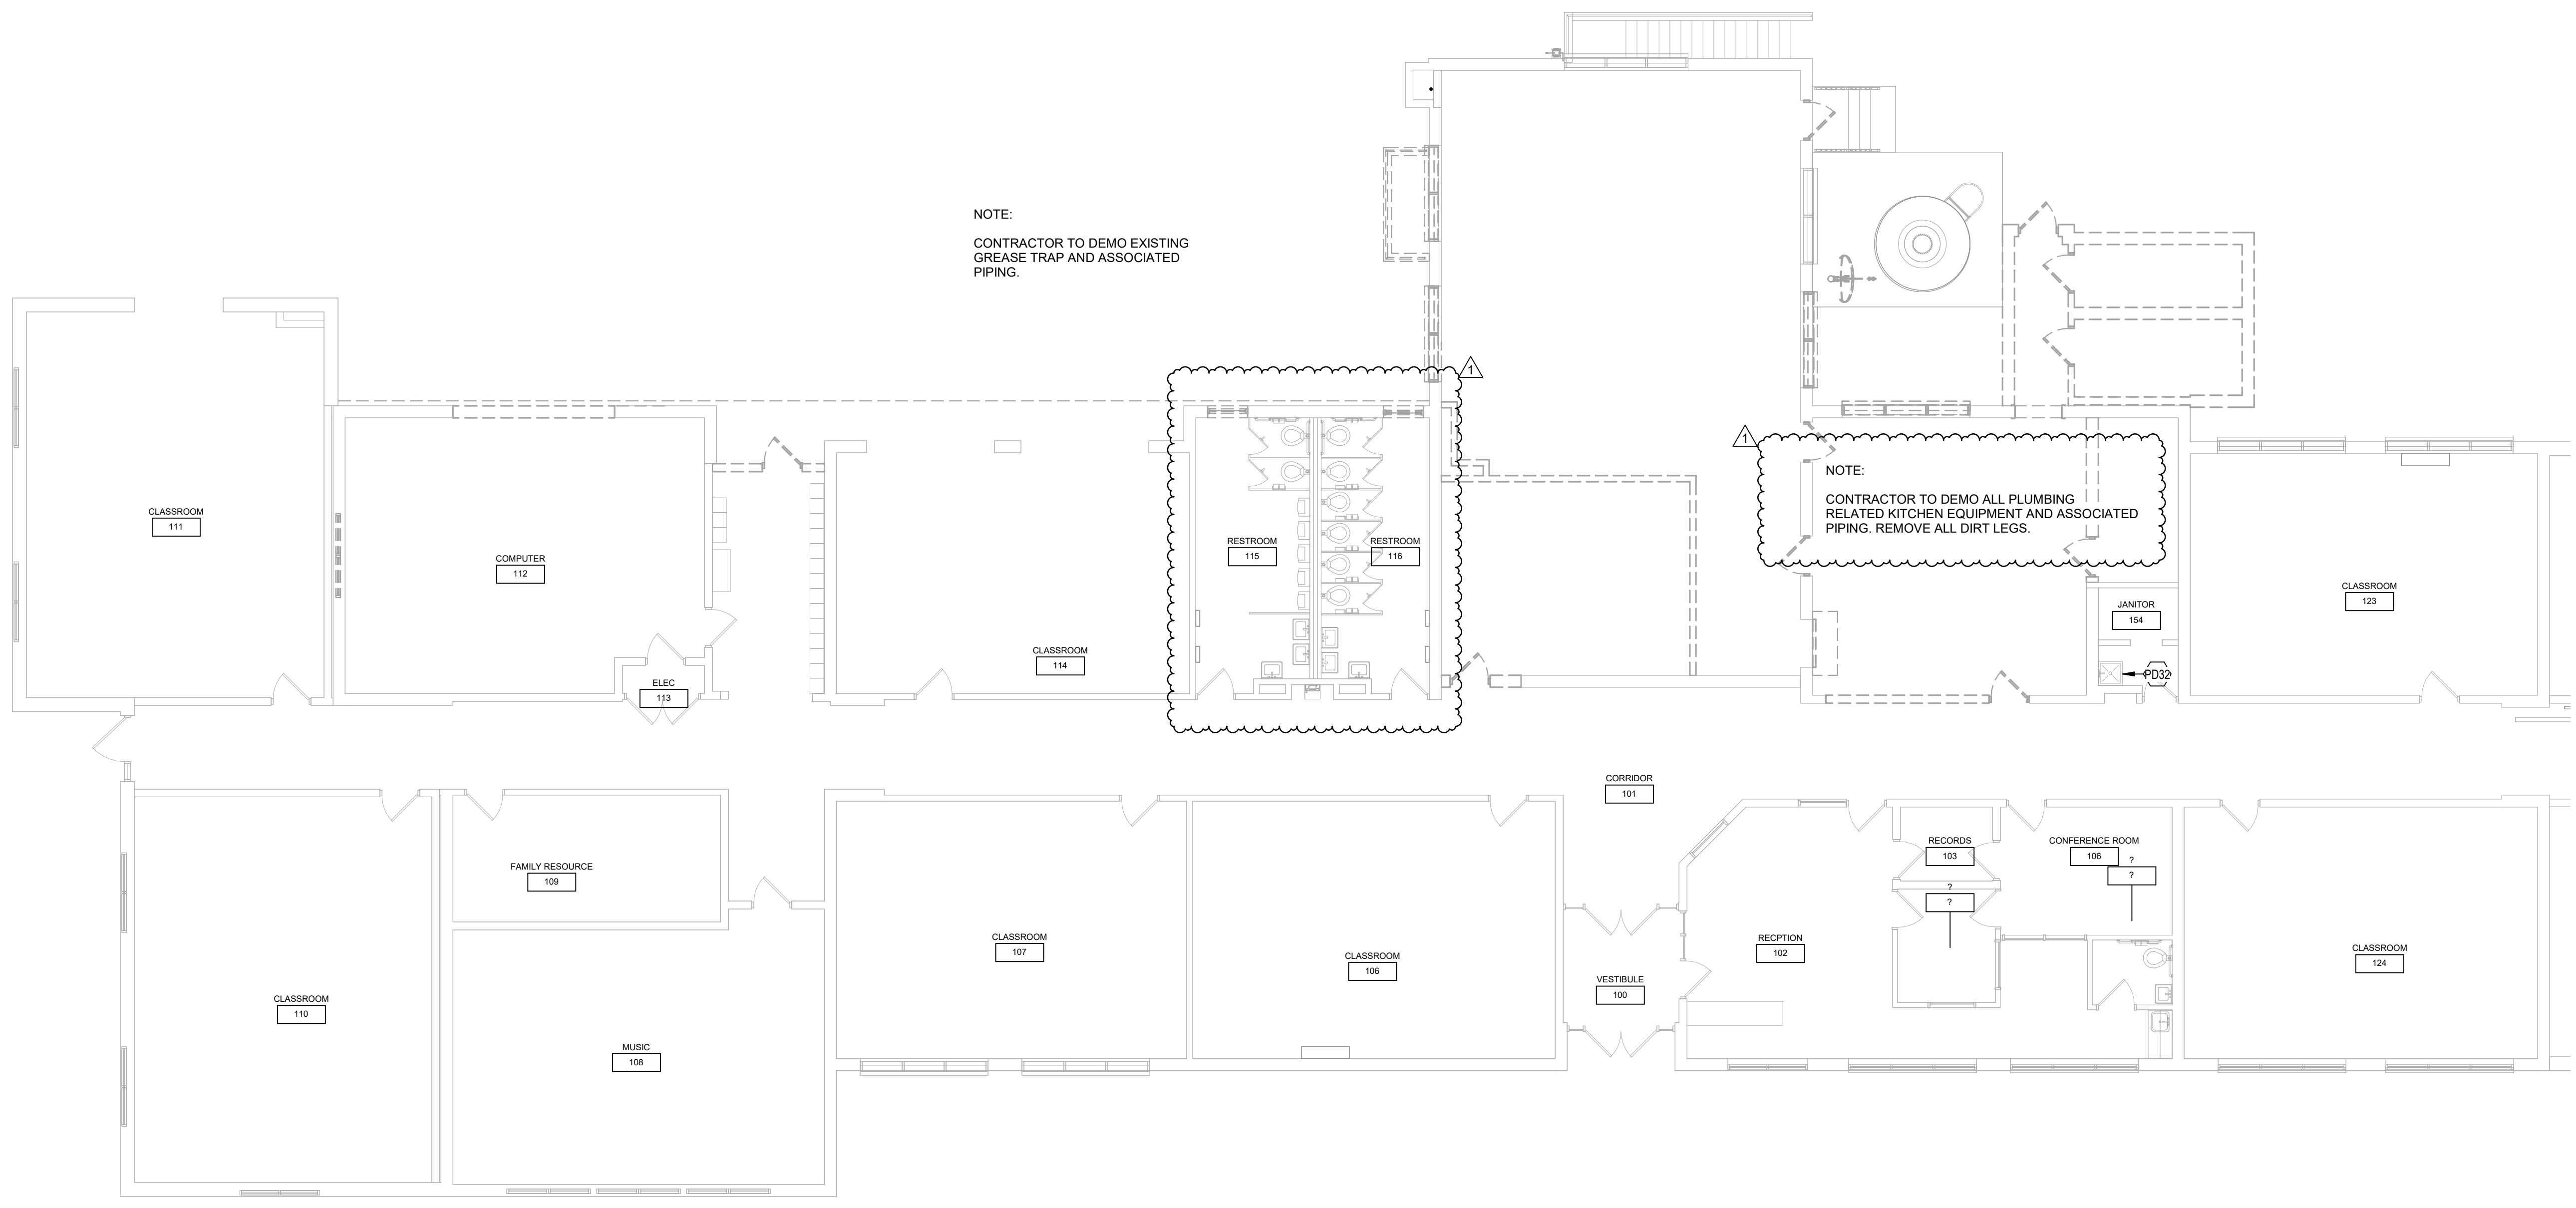 NOTE:
CONTRACTOR TO DEMO EXISTING
GREASE TRAP AND ASSOCIATED
PIPING.
1
1
NOTE:
CONTRACTOR TO DEMO ALL PLUMBING
RELATED KITCHEN EQUIPMENT AND ASSOCIATED
PIPING. REMOVE ALL DIRT LEGS.
CLASSROOM
111
COMPUTER
112
ELEC
113
CLASSROOM
114
RESTROOM
115
RESTROOM
116
JANITOR
154
PD32
CLASSROOM
123
CORRIDOR
101
FAMILY RESOURCE
109
CLASSROOM
110
MUSIC
108
CLASSROOM
107
CLASSROOM
106
VESTIBULE
100
RECPTION
102
RECORDS
103
?
?
CONFERENCE ROOM
106
?
?
CLASSROOM
124